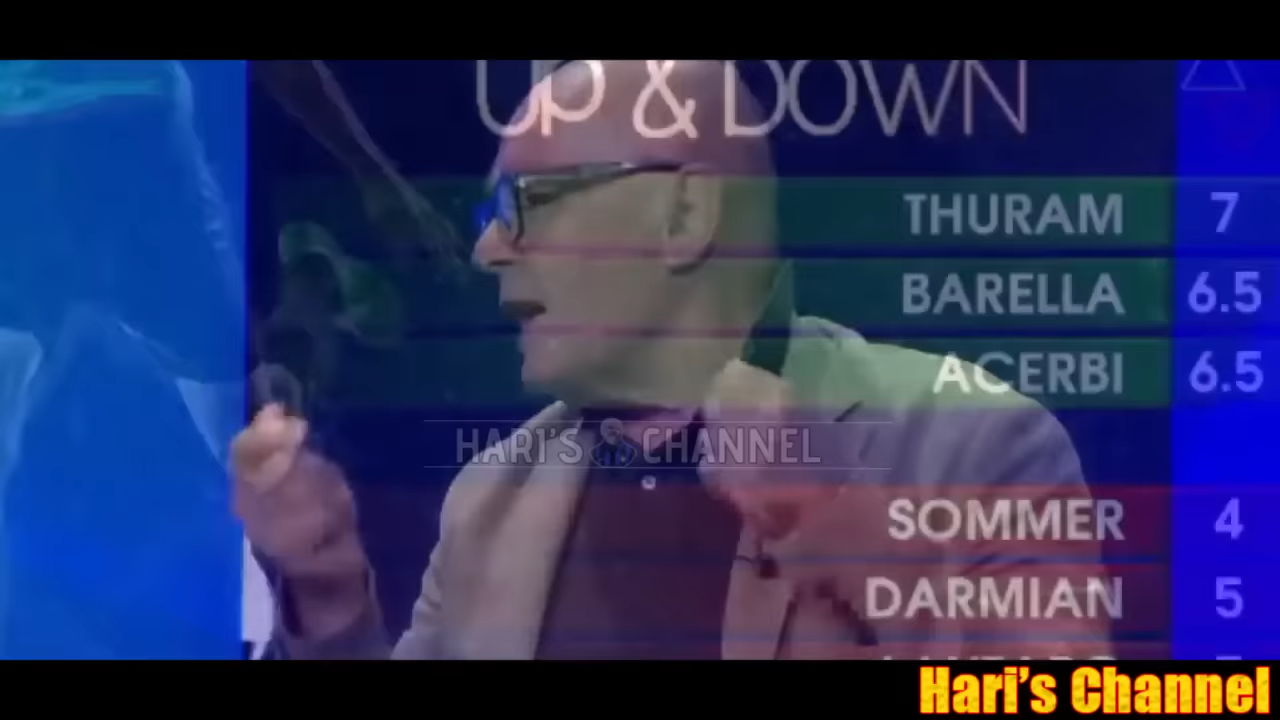 UP & DOWN
THURAM 7
BARELLA 6.5
ACERBI 6.5
HARI'S CHANNEL
SOMMER 4
DARMIAN 5
Hari's Channel